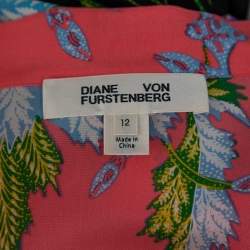 DIANE VON
FURSTENBERG
12
Made in
China